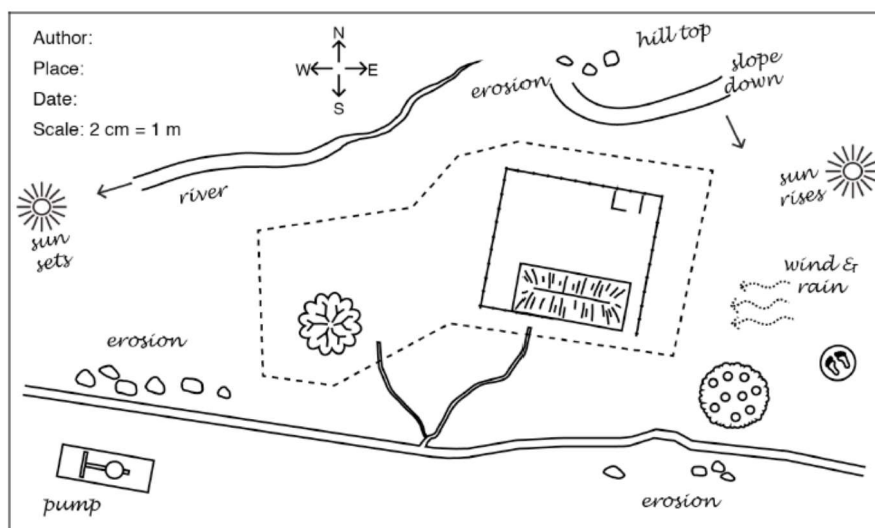 Author:
Place:
Date:
Scale: 2 cm = 1 m
N
W
E
S
hill top
erosion
slope
down
river
sun
rises
sun
sets
wind &
rain
erosion
pump
erosion